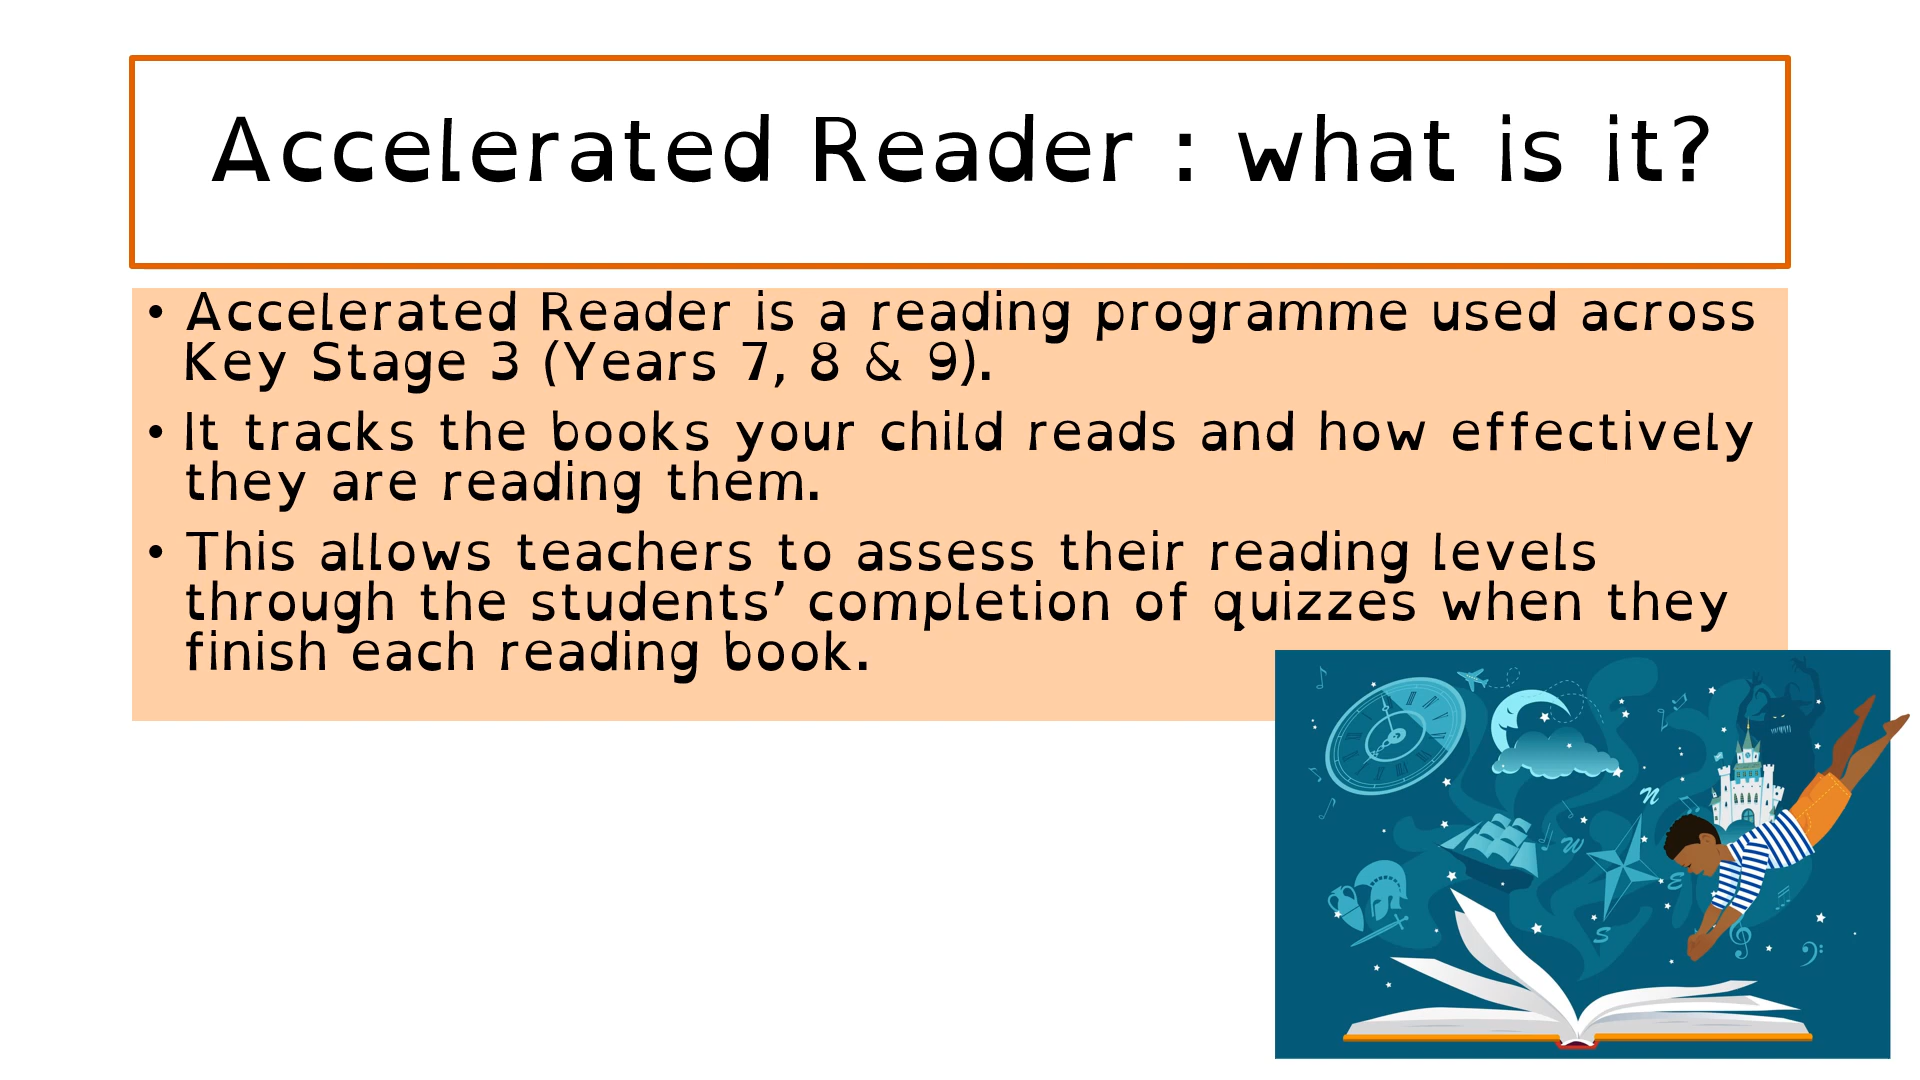 Accelerated Reader : what is it?
• Accelerated Reader is a reading programme used across
Key Stage 3 (Years 7, 8 & 9).
• It tracks the books your child reads and how effectively
they are reading them.
• This allows teachers to assess their reading levels
through the students’ completion of quizzes when they
finish each reading book.
N
W
E
S